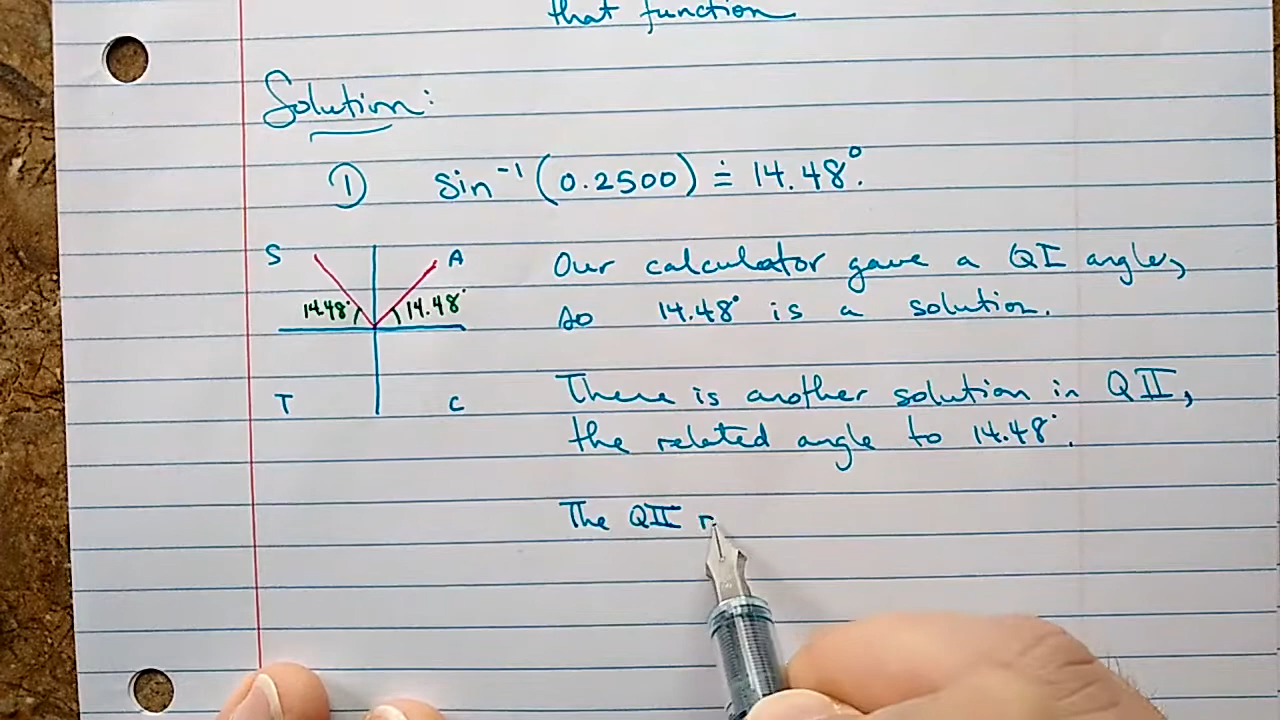 that function
Solution:
① sin⁻¹(0.2500) ≐ 14.48°.
S A
14.48° 14.48°
T C
Our calculator gave a QI angle,
so 14.48° is a solution.
There is another solution in QII,
the related angle to 14.48°.
The QII r